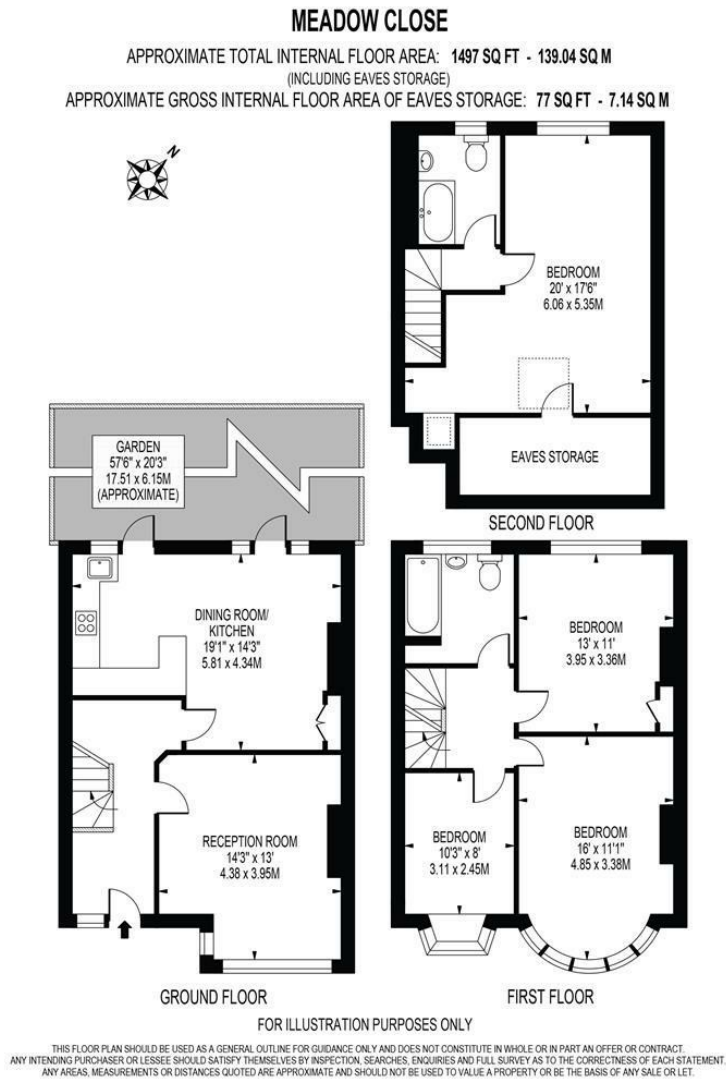 MEADOW CLOSE
APPROXIMATE TOTAL INTERNAL FLOOR AREA: 1497 SQ FT - 139.04 SQ M
(INCLUDING EAVES STORAGE)
APPROXIMATE GROSS INTERNAL FLOOR AREA OF EAVES STORAGE: 77 SQ FT - 7.14 SQ M
N
BEDROOM
20' x 17'6"
6.06 x 5.35M
EAVES STORAGE
SECOND FLOOR
GARDEN
57'6" x 20'3"
17.51 x 6.15M
(APPROXIMATE)
DINING ROOM/
KITCHEN
19'1" x 14'3"
5.81 x 4.34M
RECEPTION ROOM
14'3" x 13'
4.38 x 3.95M
GROUND FLOOR
BEDROOM
13' x 11'
3.95 x 3.36M
BEDROOM
10'3" x 8'
3.11 x 2.45M
BEDROOM
16' x 11'1"
4.85 x 3.38M
FIRST FLOOR
FOR ILLUSTRATION PURPOSES ONLY
THIS FLOOR PLAN SHOULD BE USED AS A GENERAL OUTLINE FOR GUIDANCE ONLY AND DOES NOT CONSTITUTE IN WHOLE OR IN PART AN OFFER OR CONTRACT.
ANY INTENDING PURCHASER OR LESSEE SHOULD SATISFY THEMSELVES BY INSPECTION, SEARCHES, ENQUIRIES AND FULL SURVEY AS TO THE CORRECTNESS OF EACH STATEMENT.
ANY AREAS, MEASUREMENTS OR DISTANCES QUOTED ARE APPROXIMATE AND SHOULD NOT BE USED TO VALUE A PROPERTY OR BE THE BASIS OF ANY SALE OR LET.